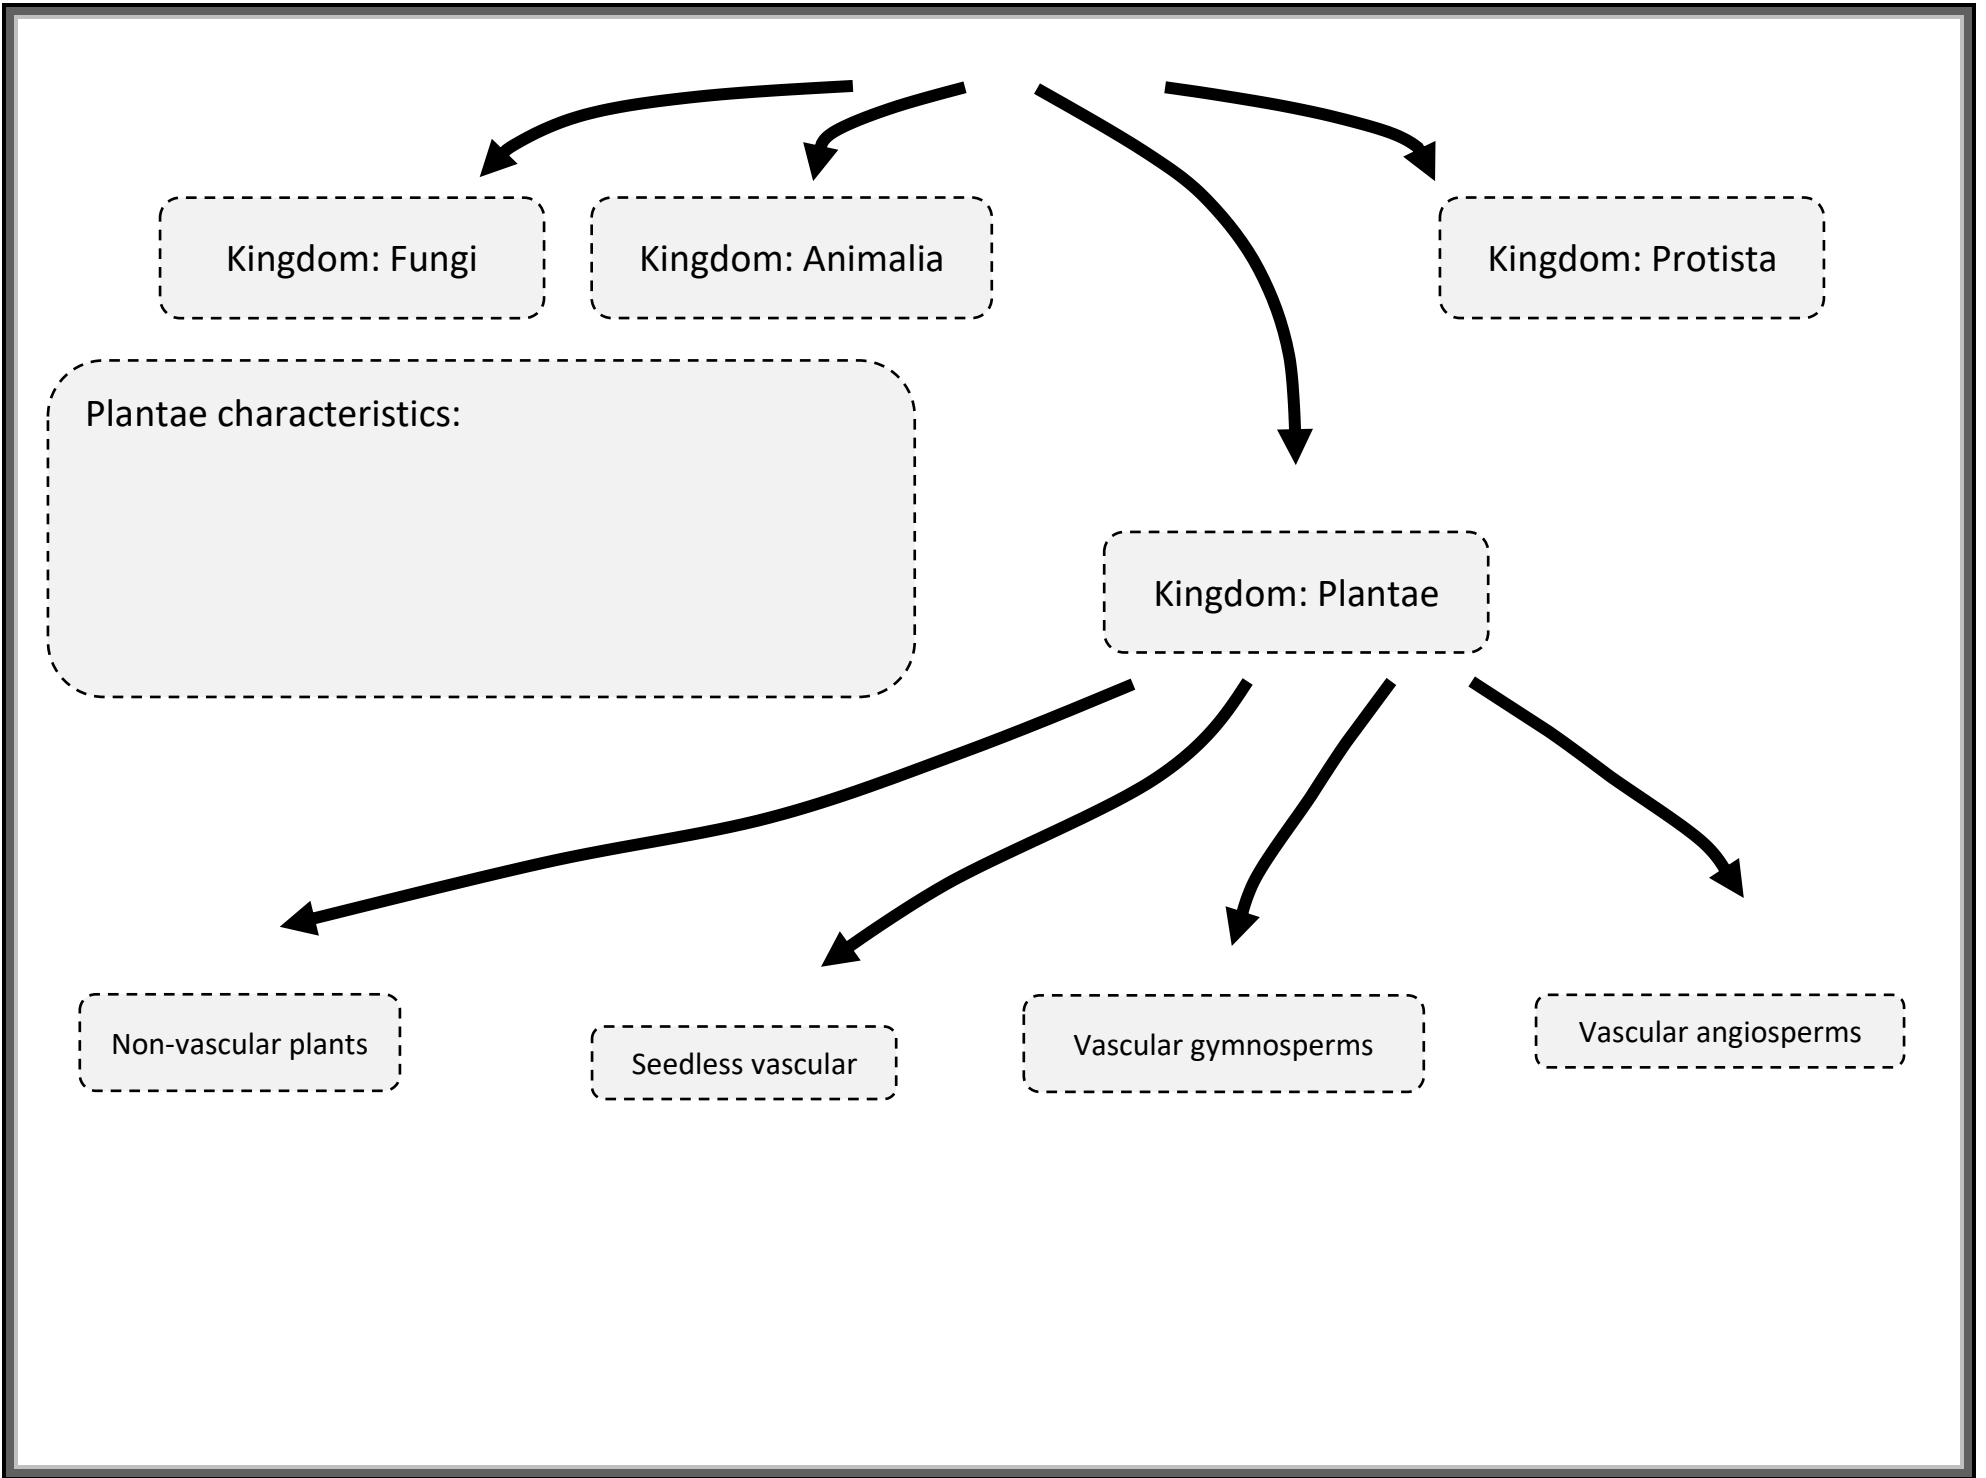 Kingdom: Fungi
Kingdom: Animalia
Kingdom: Protista
Plantae characteristics:
Kingdom: Plantae
Non-vascular plants
Seedless vascular
Vascular gymnosperms
Vascular angiosperms